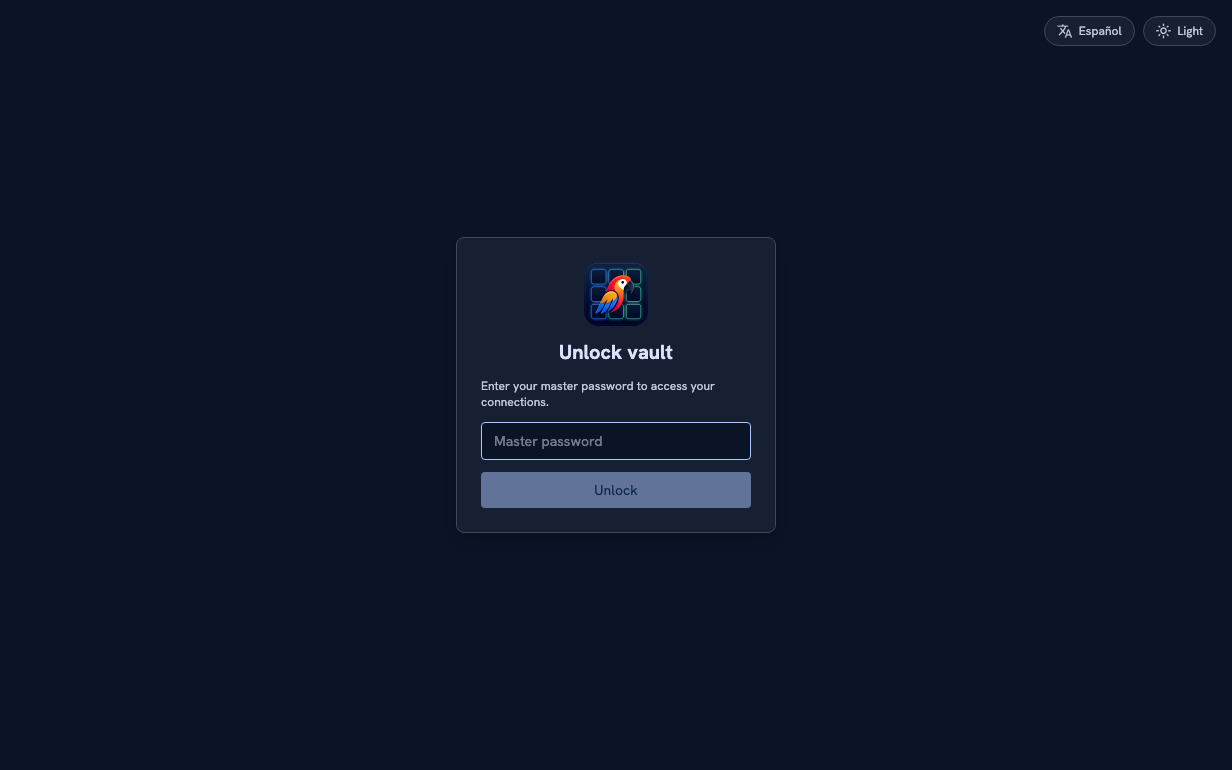 Español
Light
Unlock vault
Enter your master password to access your
connections.
Master password
Unlock